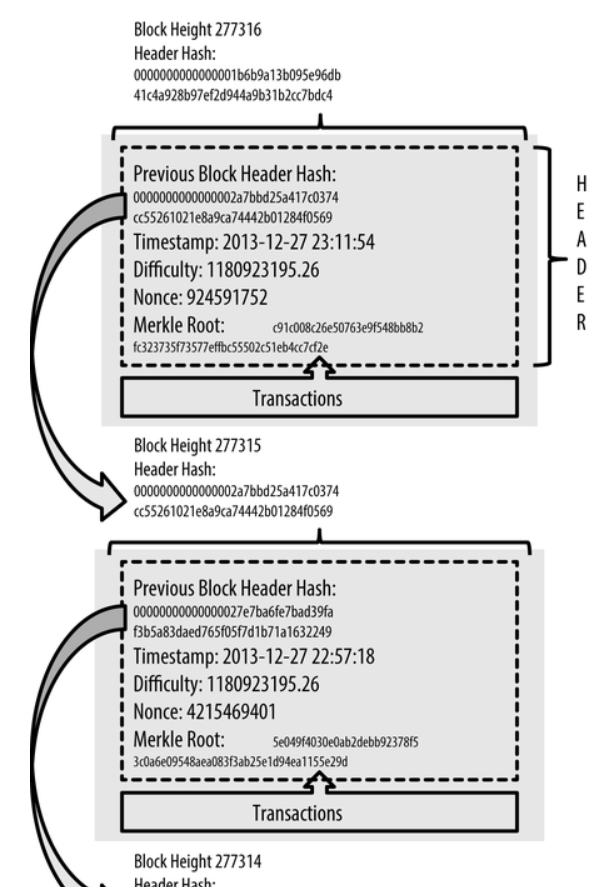 Block Height 277316
Header Hash:
0000000000000001b6b9a13b095e96db
41c4a928b97ef2d944a9b31b2cc7bdc4
Previous Block Header Hash:
0000000000000002a7bbd25a417c0374
cc55261021e8a9ca74442b01284f0569
Timestamp: 2013-12-27 23:11:54
Difficulty: 1180923195.26
Nonce: 924591752
Merkle Root: c91c008c26e50763e9f548bb8b2
fc323735f73577effbc55502c51eb4cc7cf2e
HEADER
Transactions
Block Height 277315
Header Hash:
0000000000000002a7bbd25a417c0374
cc55261021e8a9ca74442b01284f0569
Previous Block Header Hash:
00000000000000027e7ba6fe7bad39fa
f3b5a83daed765f05f7d1b71a1632249
Timestamp: 2013-12-27 22:57:18
Difficulty: 1180923195.26
Nonce: 4215469401
Merkle Root: 5e049f4030e0ab2debb92378f5
3c0a6e09548aea083f3ab25e1d94ea1155e29d
Transactions
Block Height 277314
Header Hash: